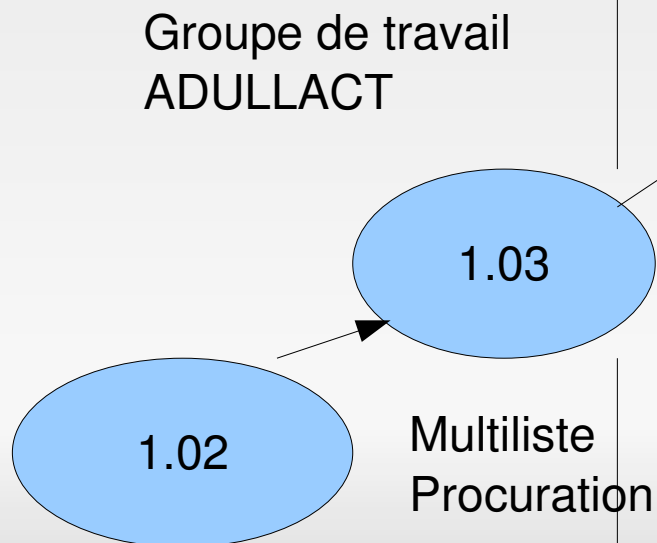 Groupe de travail
ADULLACT
1.03
1.02
Multiliste
Procuration